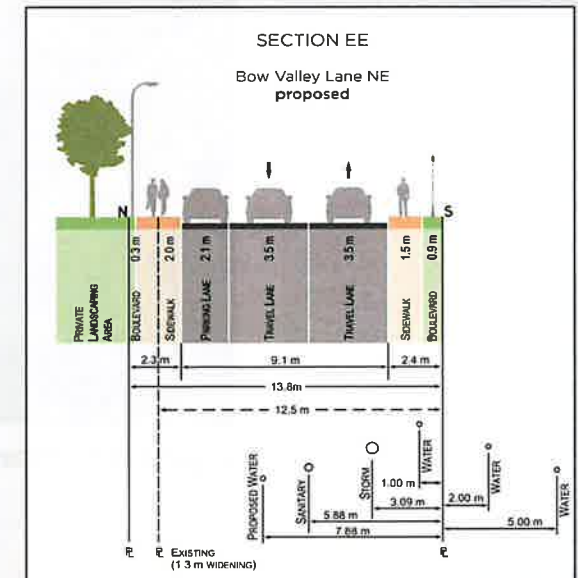 SECTION EE
Bow Valley Lane NE
proposed
N
S
0.3 m
2.0 m
2.1 m
3.5 m
3.5 m
1.5 m
0.9 m
PRIVATE
LANDSCAPING
AREA
BOULEVARD
SIDEWALK
PARKING LANE
TRAVEL LANE
TRAVEL LANE
SIDEWALK
BOULEVARD
2.3 m
9.1 m
2.4 m
13.8m
12.5 m
PROPOSED WATER
SANITARY
STORM
WATER
WATER
WATER
1.00 m
3.09 m
2.00 m
5.88 m
5.00 m
7.88 m
EXISTING
(1 3 m WIDENING)